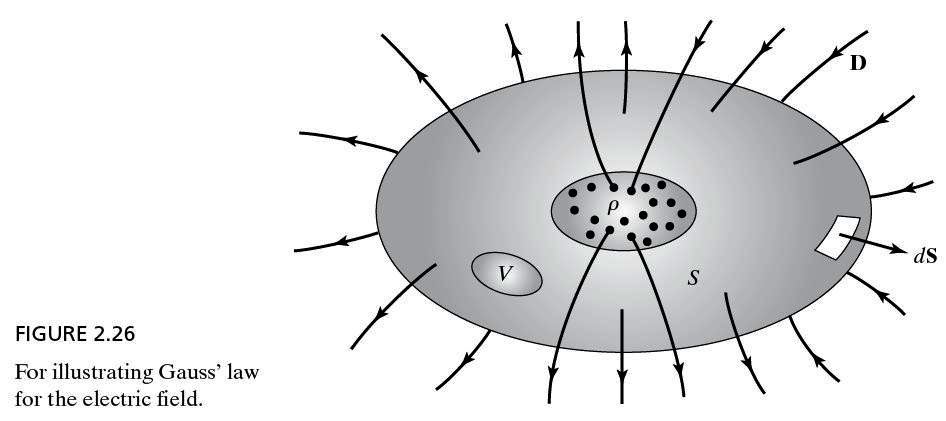 D
ρ
dS
V
S
FIGURE 2.26
For illustrating Gauss’ law
for the electric field.